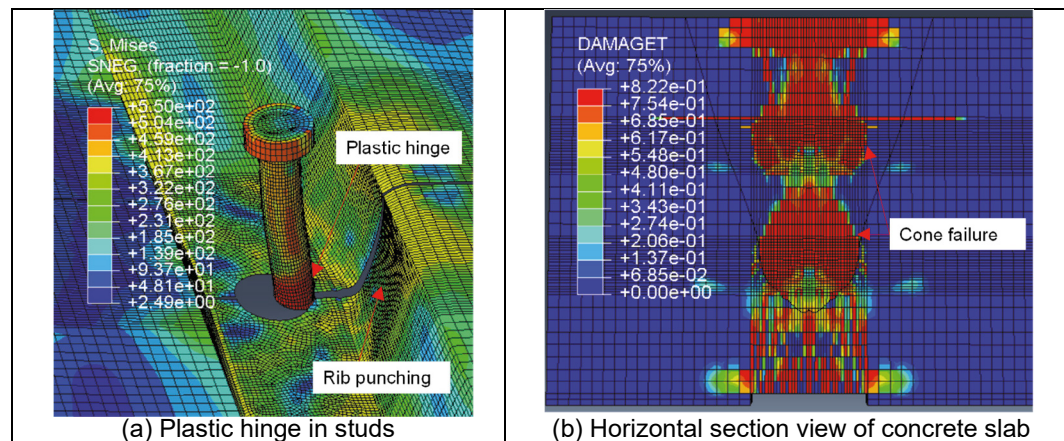 S, Mises
SNEG, (fraction = -1.0)
(Avg: 75%)
+5.50e+02
+5.04e+02
+4.59e+02
+4.13e+02
+3.67e+02
+3.22e+02
+2.76e+02
+2.31e+02
+1.85e+02
+1.39e+02
+9.37e+01
+4.81e+01
+2.49e+00
Plastic hinge
Rib punching
(a) Plastic hinge in studs
DAMAGET
(Avg: 75%)
+8.22e-01
+7.54e-01
+6.85e-01
+6.17e-01
+5.48e-01
+4.80e-01
+4.11e-01
+3.43e-01
+2.74e-01
+2.06e-01
+1.37e-01
+6.85e-02
+0.00e+00
Cone failure
(b) Horizontal section view of concrete slab